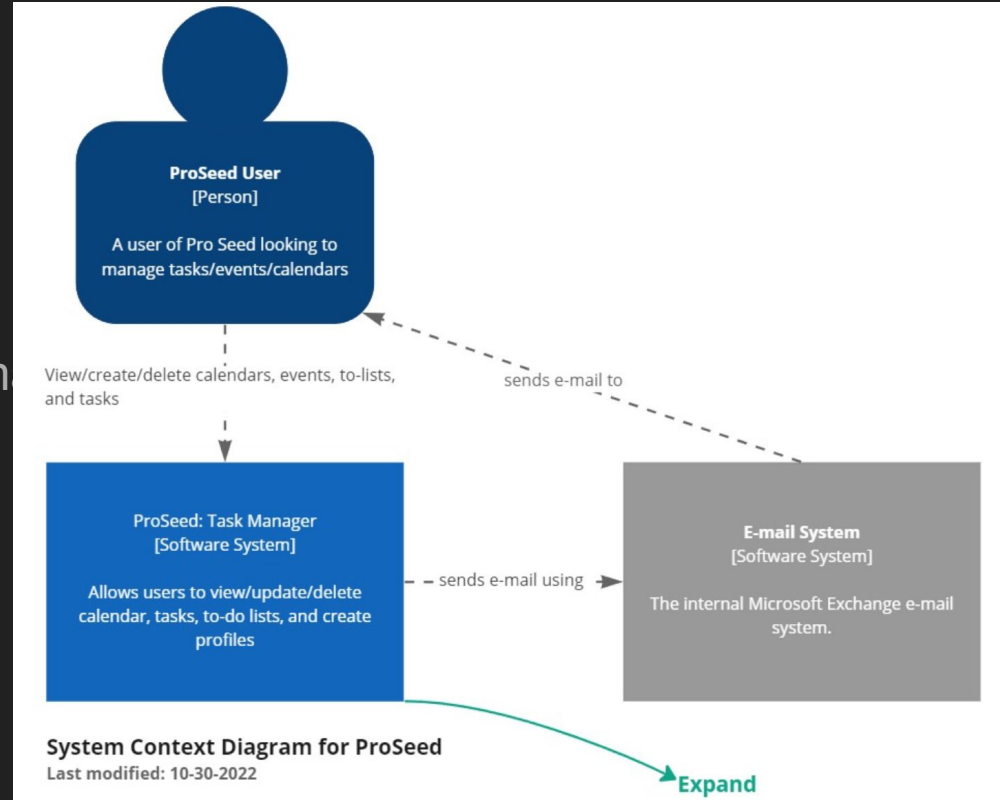 ProSeed User
[Person]
A user of Pro Seed looking to
manage tasks/events/calendars
View/create/delete calendars, events, to-lists,
and tasks
sends e-mail to
ProSeed: Task Manager
[Software System]
Allows users to view/update/delete
calendar, tasks, to-do lists, and create
profiles
sends e-mail using
E-mail System
[Software System]
The internal Microsoft Exchange e-mail
system.
System Context Diagram for ProSeed
Last modified: 10-30-2022
Expand